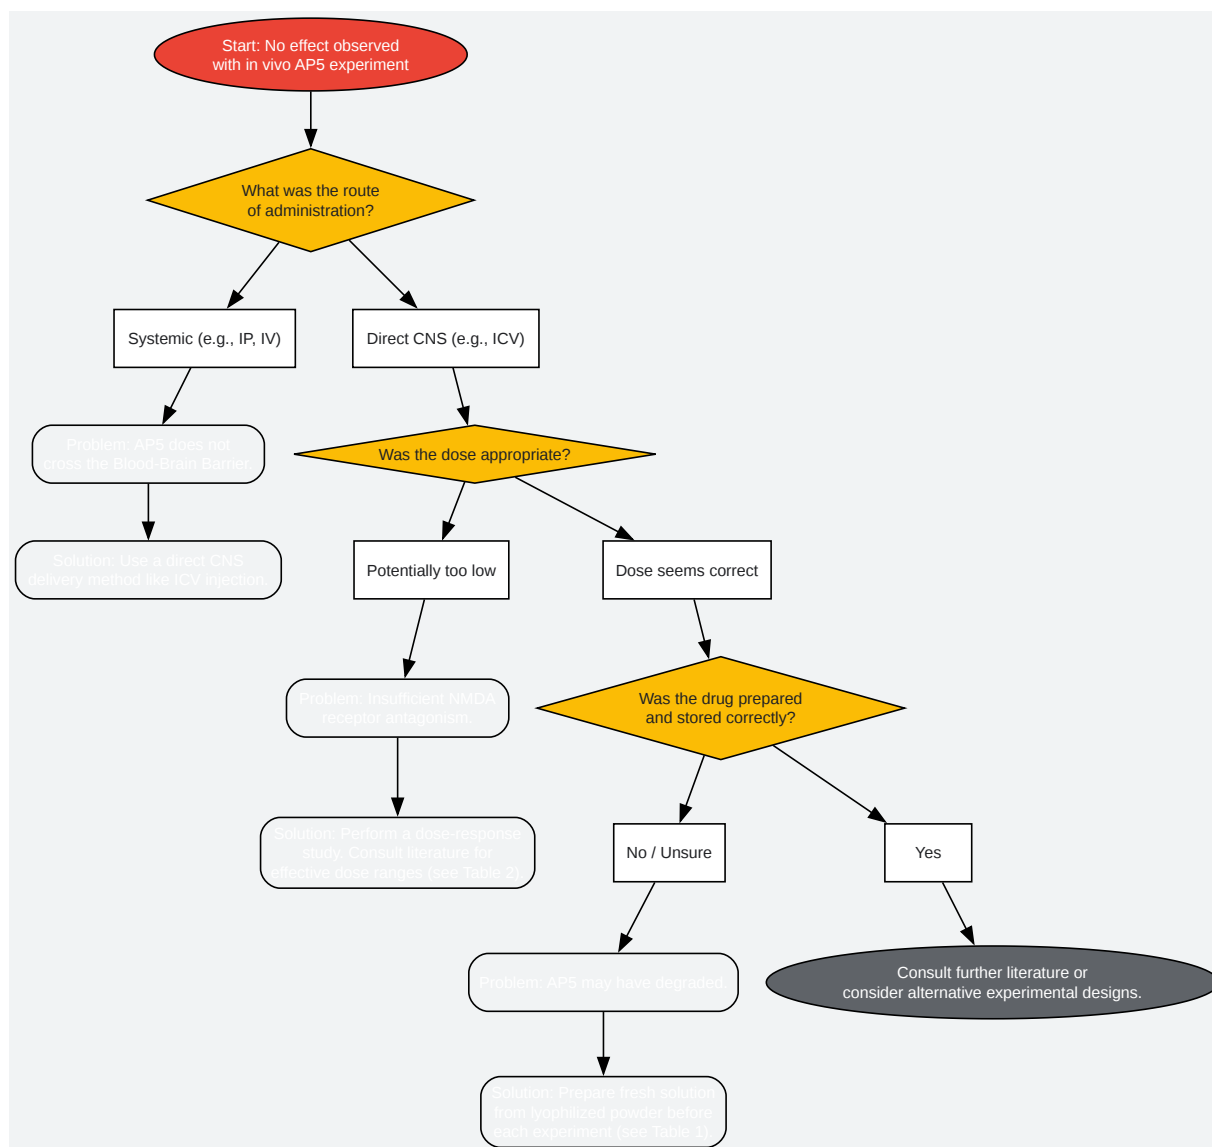 Start: No effect observed
with in vivo AP5 experiment
What was the route
of administration?
Systemic (e.g., IP, IV)
Direct CNS (e.g., ICV)
Problem: AP5 does not
cross the Blood-Brain Barrier.
Was the dose appropriate?
Solution: Use a direct CNS
delivery method like ICV injection.
Potentially too low
Dose seems correct
Problem: Insufficient NMDA
receptor antagonism.
Was the drug prepared
and stored correctly?
Solution: Perform a dose-response
study. Consult literature for
effective dose ranges (see Table 2).
No / Unsure
Yes
Problem: AP5 may have degraded.
Consult further literature or
consider alternative experimental designs.
Solution: Prepare fresh solution
from lyophilized powder before
each experiment (see Table 1).